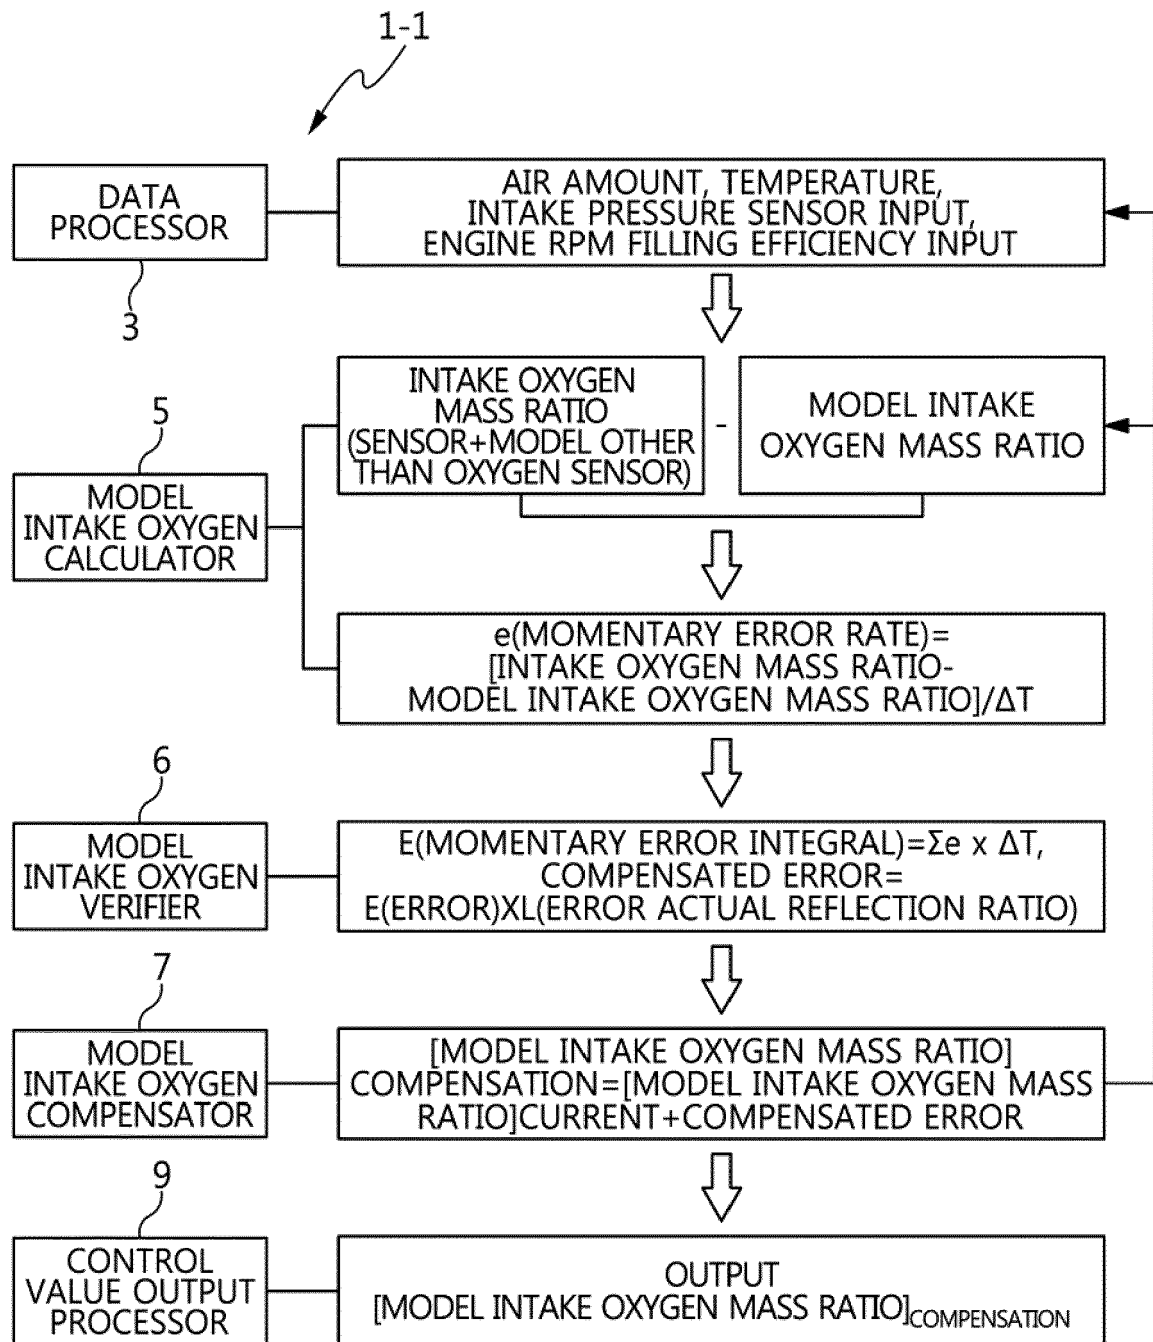 1-1
DATA
PROCESSOR
3
AIR AMOUNT, TEMPERATURE,
INTAKE PRESSURE SENSOR INPUT,
ENGINE RPM FILLING EFFICIENCY INPUT
5
MODEL
INTAKE OXYGEN
CALCULATOR
INTAKE OXYGEN
MASS RATIO
(SENSOR+MODEL OTHER
THAN OXYGEN SENSOR)
-
MODEL INTAKE
OXYGEN MASS RATIO
e(MOMENTARY ERROR RATE)=
[INTAKE OXYGEN MASS RATIO-
MODEL INTAKE OXYGEN MASS RATIO]/ΔT
6
MODEL
INTAKE OXYGEN
VERIFIER
E(MOMENTARY ERROR INTEGRAL)=Σe x ΔT,
COMPENSATED ERROR=
E(ERROR)XL(ERROR ACTUAL REFLECTION RATIO)
7
MODEL
INTAKE OXYGEN
COMPENSATOR
[MODEL INTAKE OXYGEN MASS RATIO]
COMPENSATION=[MODEL INTAKE OXYGEN MASS
RATIO]CURRENT+COMPENSATED ERROR
9
CONTROL
VALUE OUTPUT
PROCESSOR
OUTPUT
[MODEL INTAKE OXYGEN MASS RATIO]COMPENSATION